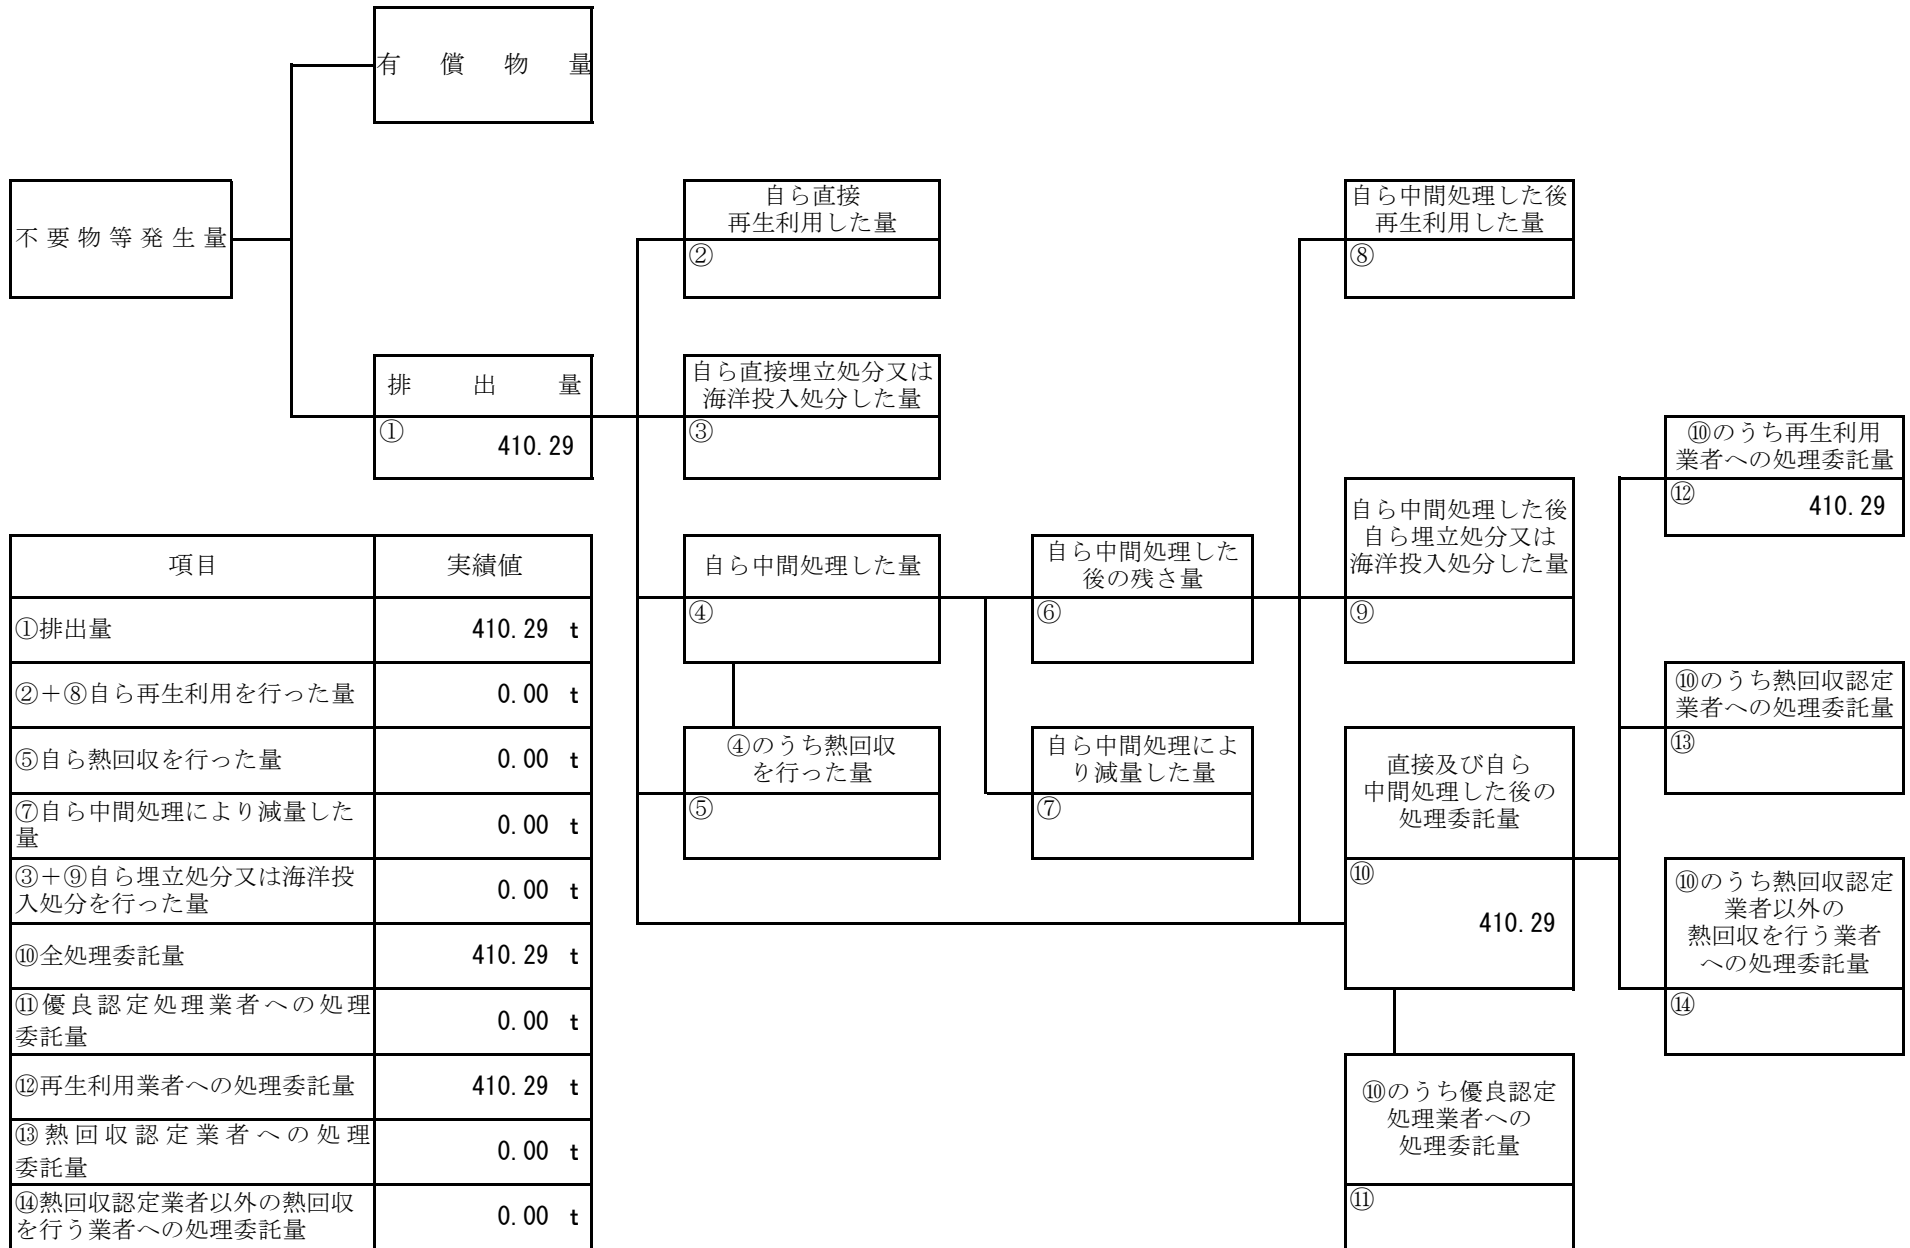 有償物量
不要物等発生量
排出量
①
410.29
自ら直接
再生利用した量
②
自ら直接埋立処分又は
海洋投入処分した量
③
自ら中間処理した量
④
④のうち熱回収
を行った量
⑤
自ら中間処理した
後の残さ量
⑥
自ら中間処理によ
り減量した量
⑦
自ら中間処理した後
再生利用した量
⑧
自ら中間処理した後
自ら埋立処分又は
海洋投入処分した量
⑨
直接及び自ら
中間処理した後の
処理委託量
⑩
410.29
⑩のうち優良認定
処理業者への
処理委託量
⑪
⑩のうち再生利用
業者への処理委託量
⑫
410.29
⑩のうち熱回収認定
業者への処理委託量
⑬
⑩のうち熱回収認定
業者以外の
熱回収を行う業者
への処理委託量
⑭
項目 実績値
①排出量 410.29 t
②+⑧自ら再生利用を行った量 0.00 t
⑤自ら熱回収を行った量 0.00 t
⑦自ら中間処理により減量した
量 0.00 t
③+⑨自ら埋立処分又は海洋投
入処分を行った量 0.00 t
⑩全処理委託量 410.29 t
⑪優良認定処理業者への処理
委託量 0.00 t
⑫再生利用業者への処理委託量 410.29 t
⑬熱回収認定業者への処理
委託量 0.00 t
⑭熱回収認定業者以外の熱回収
を行う業者への処理委託量 0.00 t